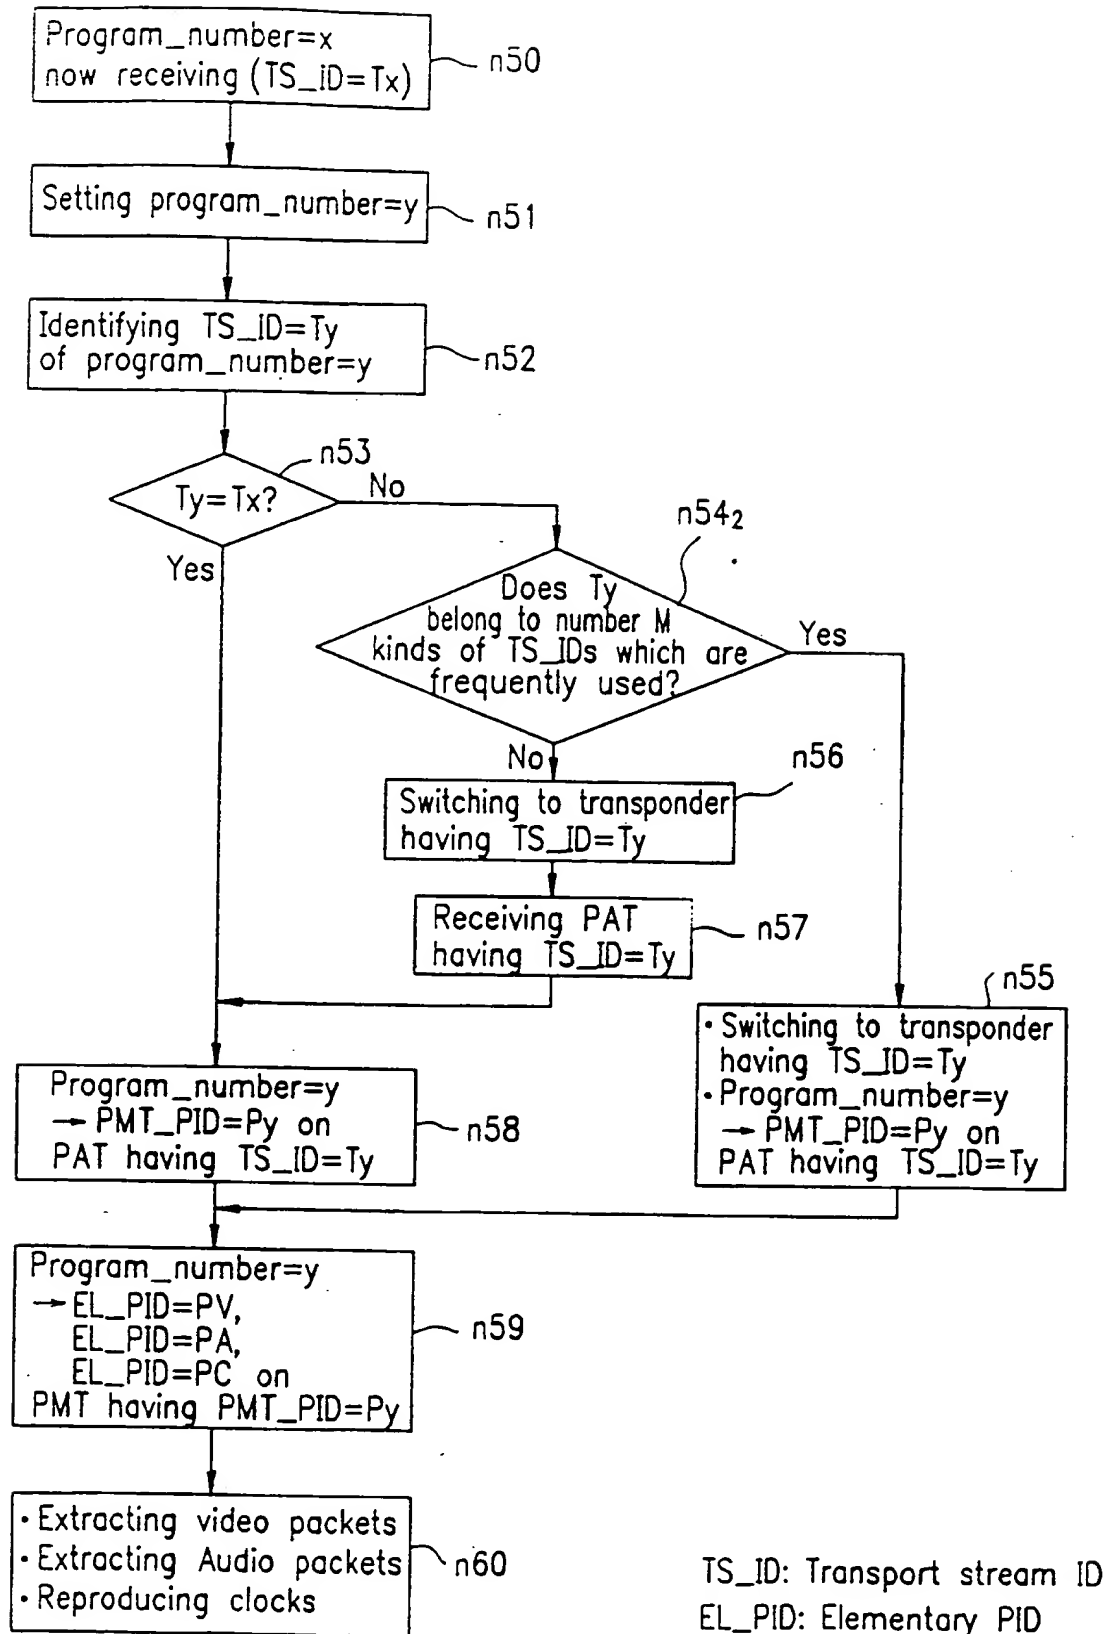 Program_number=x
now receiving (TS_ID=Tx)
n50
Setting program_number=y
n51
Identifying TS_ID=Ty
of program_number=y
n52
n53
Ty=Tx?
No
Yes
n54₂
Does Ty
belong to number M
kinds of TS_IDs which are
frequently used?
Yes
No
n56
Switching to transponder
having TS_ID=Ty
Receiving PAT
having TS_ID=Ty
n57
n55
• Switching to transponder
having TS_ID=Ty
• Program_number=y
→ PMT_PID=Py on
PAT having TS_ID=Ty
Program_number=y
→ PMT_PID=Py on
PAT having TS_ID=Ty
n58
Program_number=y
→ EL_PID=PV,
EL_PID=PA,
EL_PID=PC on
PMT having PMT_PID=Py
n59
• Extracting video packets
• Extracting Audio packets
• Reproducing clocks
n60
TS_ID: Transport stream ID
EL_PID: Elementary PID